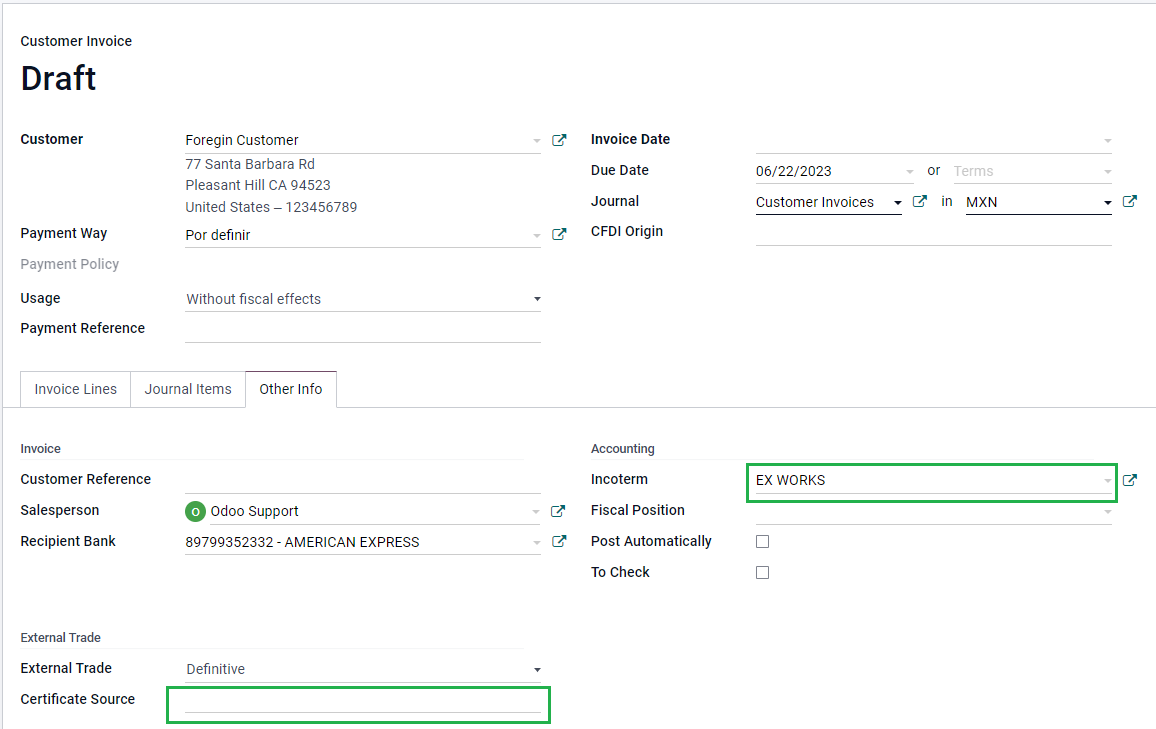 Customer Invoice
Draft
Customer Foregin Customer
77 Santa Barbara Rd
Pleasant Hill CA 94523
United States – 123456789
Payment Way Por definir
Payment Policy
Usage Without fiscal effects
Payment Reference
Invoice Date
Due Date 06/22/2023 or Terms
Journal Customer Invoices in MXN
CFDI Origin
Invoice Lines Journal Items Other Info
Invoice
Customer Reference
Salesperson O Odoo Support
Recipient Bank 89799352332 - AMERICAN EXPRESS
Accounting
Incoterm EX WORKS
Fiscal Position
Post Automatically
To Check
External Trade
External Trade Definitive
Certificate Source